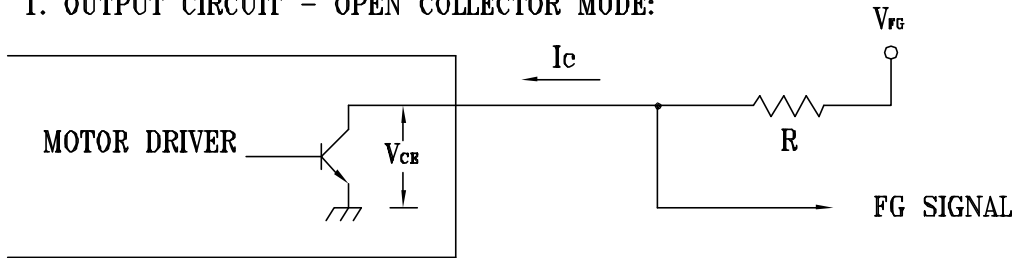 1. OUTPUT CIRCUIT – OPEN COLLECTOR MODE:
VFG
Ic
MOTOR DRIVER
VCE
R
FG SIGNAL